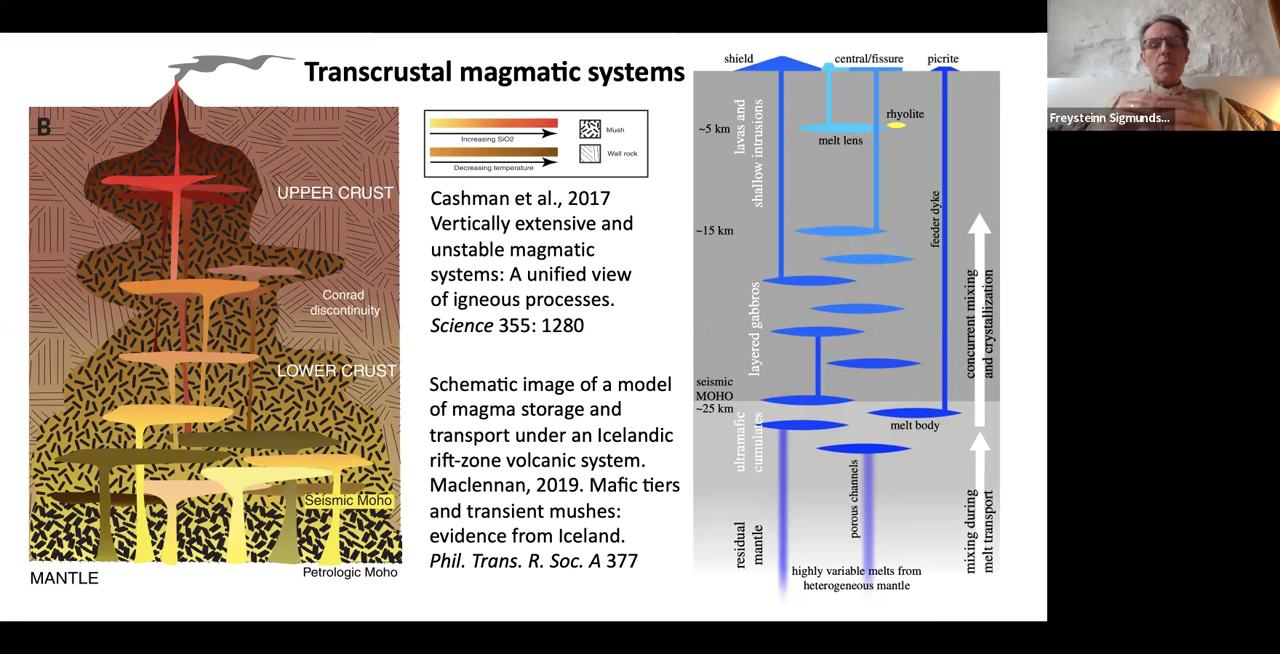 Transcrustal magmatic systems
B
UPPER CRUST
Conrad
discontinuity
LOWER CRUST
Seismic Moho
MANTLE
Petrologic Moho
Increasing SiO2
Decreasing temperature
Mush
Wall rock
Cashman et al., 2017
Vertically extensive and
unstable magmatic
systems: A unified view
of igneous processes.
Science 355: 1280
Schematic image of a model
of magma storage and
transport under an Icelandic
rift-zone volcanic system.
Maclennan, 2019. Mafic tiers
and transient mushes:
evidence from Iceland.
Phil. Trans. R. Soc. A 377
shield
central/fissure
picrite
~5 km
lavas and
shallow intrusions
rhyolite
melt lens
~15 km
feeder dyke
layered gabbros
concurrent mixing
and crystallization
seismic
MOHO
~25 km
melt body
ultramafic
cumulates
porous channels
residual
mantle
mixing during
melt transport
highly variable melts from
heterogeneous mantle
Freysteinn Sigmunds...